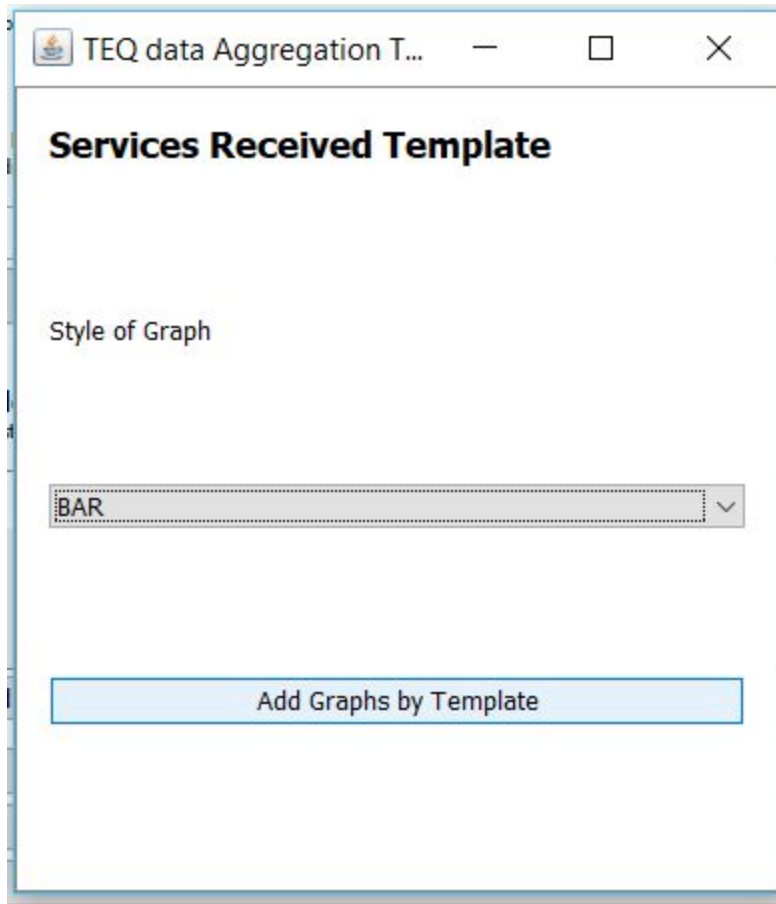 TEQ data Aggregation T...
Services Received Template
Style of Graph
BAR
Add Graphs by Template